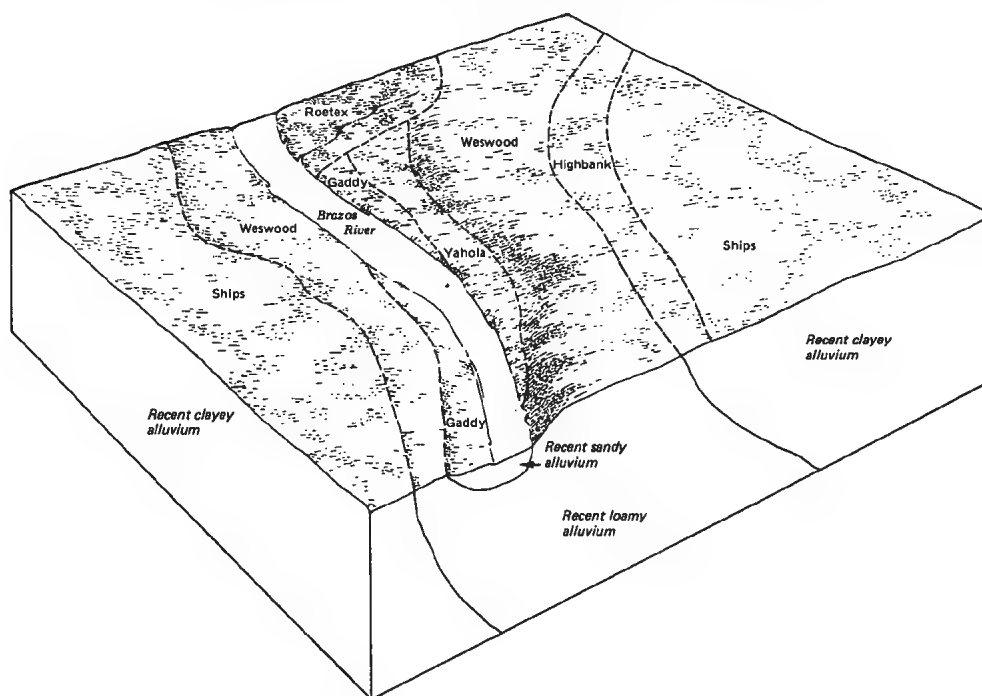 Roetex
Weswood
Highbank
Gaddy
Brazos
River
Weswood
Yahola
Ships
Ships
Recent clayey
alluvium
Recent clayey
alluvium
Gaddy
Recent sandy
alluvium
Recent loamy
alluvium